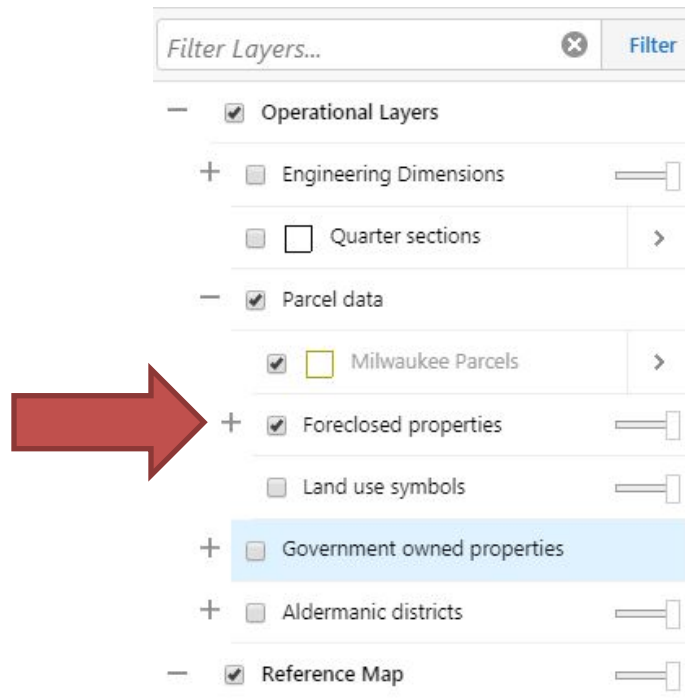 Filter Layers... Filter
Operational Layers
Engineering Dimensions
Quarter sections
Parcel data
Milwaukee Parcels
Foreclosed properties
Land use symbols
Government owned properties
Aldermanic districts
Reference Map